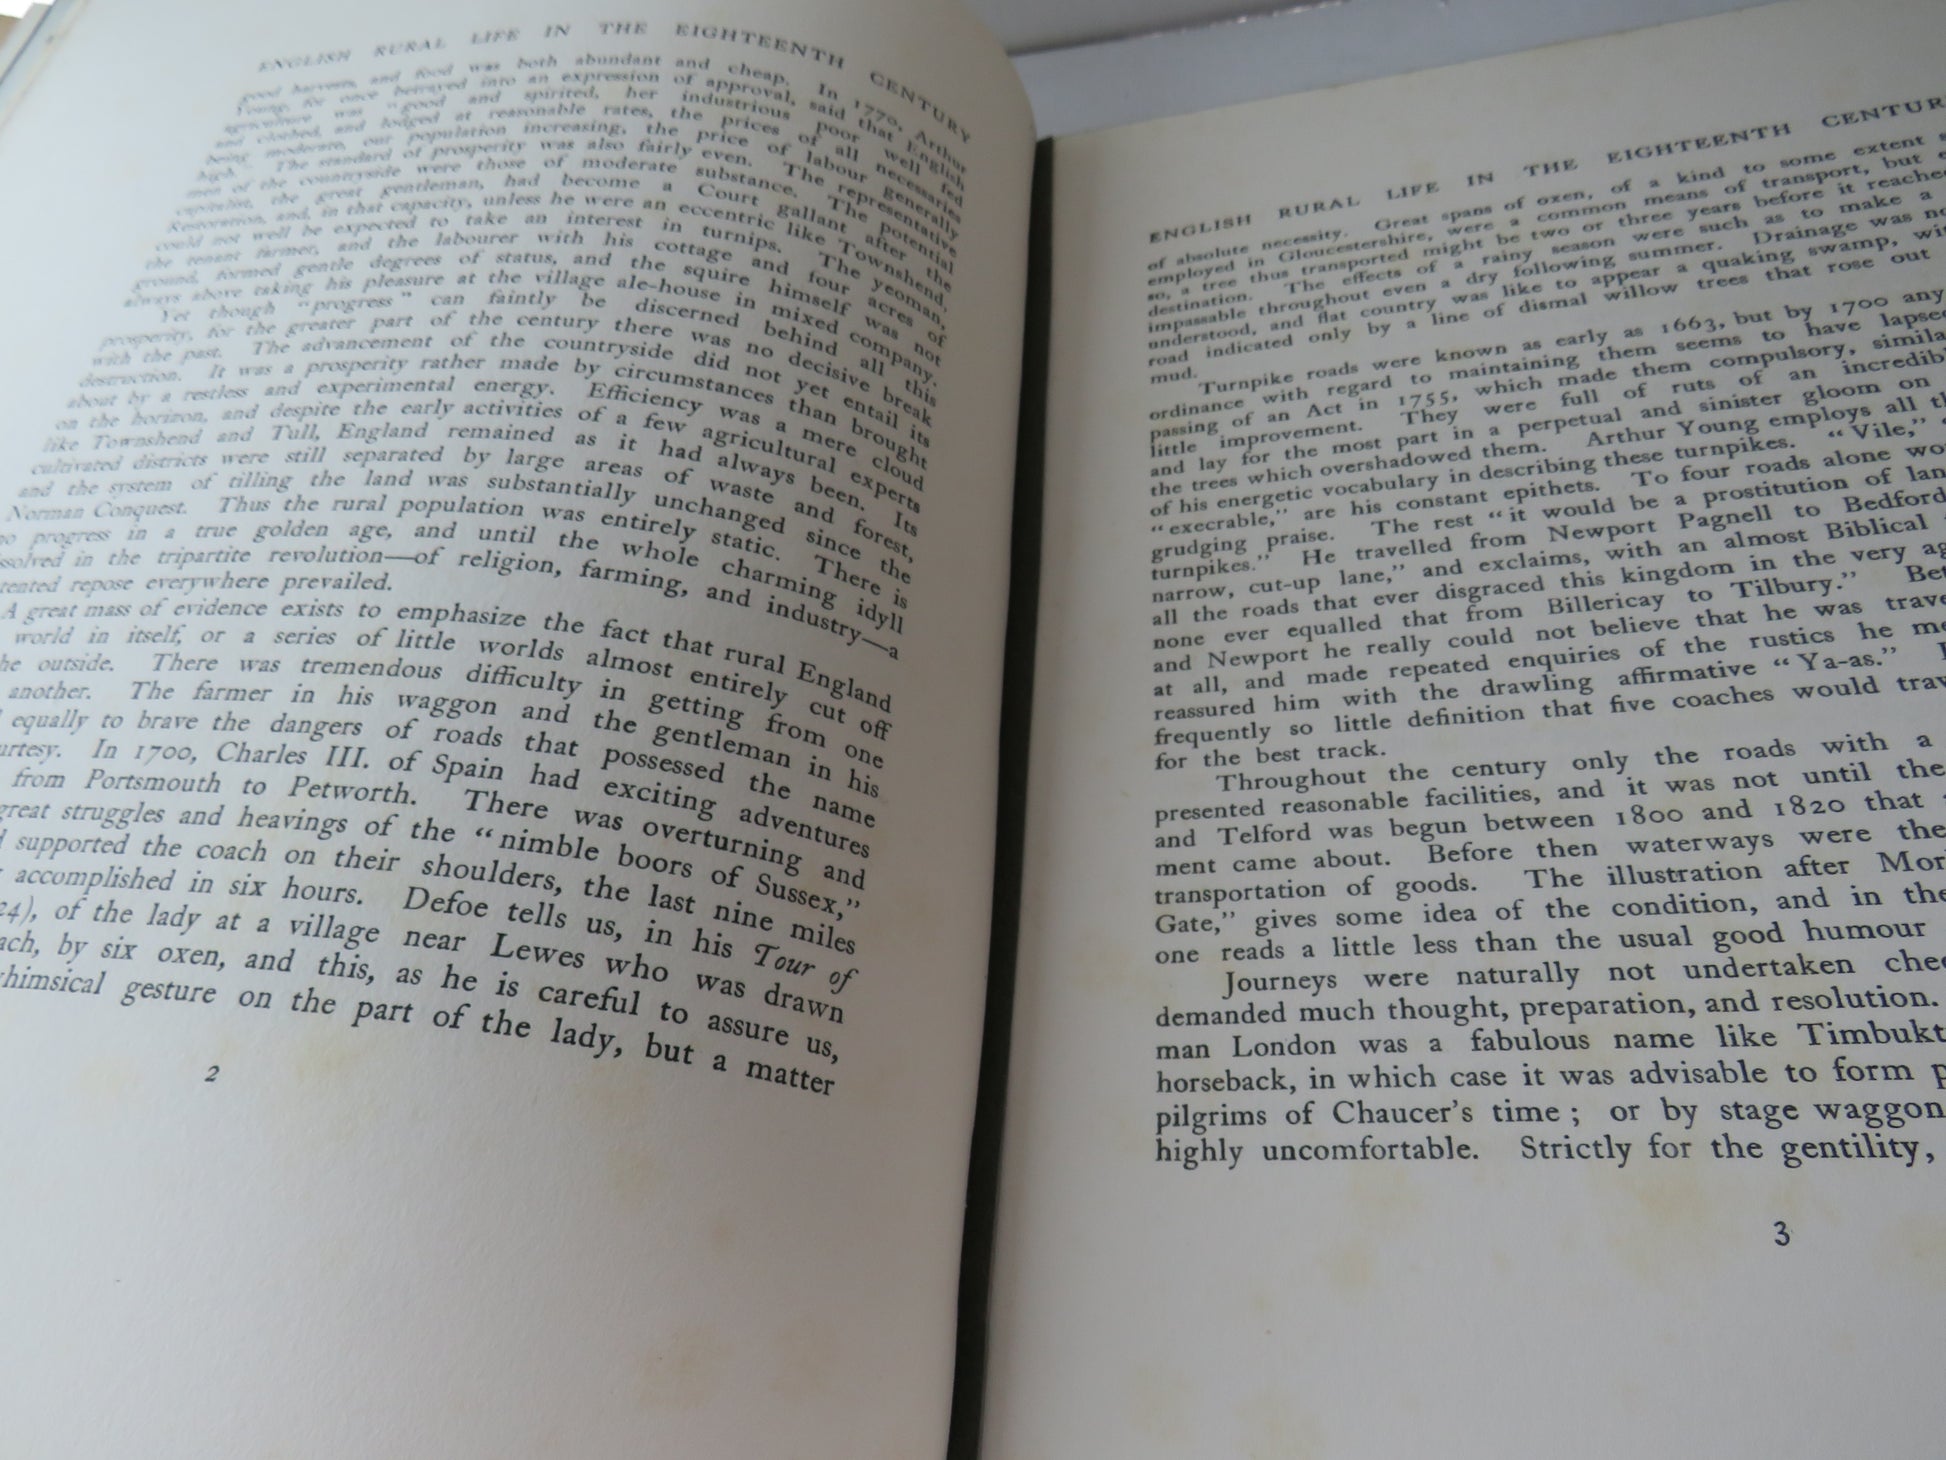 ENGLISH RURAL LIFE IN THE EIGHTEENTH CENTURY
good harvests, and food was both abundant and cheap. In 1770, Arthur
Young, for once betrayed into an expression of approval, said that English
agriculture was "good and spirited, her industrious poor well fed
and clothed, and lodged at reasonable rates, the prices of all necessaries
being moderate, our population increasing, the price of labour generally
high." The standard of prosperity was also fairly even. The representative
men of the countryside were those of moderate substance. The potential
capitalist, the great gentleman, had become a Court gallant after the
Restoration, and, in that capacity, unless he were an eccentric like Townshend,
could not well be expected to take an interest in turnips. The yeoman,
the tenant farmer, and the labourer with his cottage and four acres of
ground, formed gentle degrees of status, and the squire himself was not
always above taking his pleasure at the village ale-house in mixed company.
Yet though "progress" can faintly be discerned behind all this
prosperity, for the greater part of the century there was no decisive break
with the past. The advancement of the countryside did not yet entail its
destruction. It was a prosperity rather made by circumstances than brought
about by a restless and experimental energy. Efficiency was a mere cloud
on the horizon, and despite the early activities of a few agricultural experts
like Townshend and Tull, England remained as it had always been. Its
cultivated districts were still separated by large areas of waste and forest,
and the system of tilling the land was substantially unchanged since the
Norman Conquest. Thus the rural population was entirely static. There is
no progress in a true golden age, and until the whole charming idyll
ssolved in the tripartite revolution—of religion, farming, and industry—a
tented repose everywhere prevailed.
A great mass of evidence exists to emphasize the fact that rural England
world in itself, or a series of little worlds almost entirely cut off
he outside. There was tremendous difficulty in getting from one
another. The farmer in his waggon and the gentleman in his
equally to brave the dangers of roads that possessed the name
urtesy. In 1700, Charles III. of Spain had exciting adventures
from Portsmouth to Petworth. There was overturning and
great struggles and heavings of the "nimble boors of Sussex,"
supported the coach on their shoulders, the last nine miles
accomplished in six hours. Defoe tells us, in his Tour of
24), of the lady at a village near Lewes who was drawn
ach, by six oxen, and this, as he is careful to assure us,
whimsical gesture on the part of the lady, but a matter
2
ENGLISH RURAL LIFE IN THE EIGHTEENTH CENTUR
of absolute necessity. Great spans of oxen, of a kind to some extent s
employed in Gloucestershire, were a common means of transport, but e
so, a tree thus transported might be two or three years before it reached
destination. The effects of a rainy season were such as to make a
impassable throughout even a dry following summer. Drainage was no
understood, and flat country was like to appear a quaking swamp, wit
road indicated only by a line of dismal willow trees that rose out
mud.
Turnpike roads were known as early as 1663, but by 1700 any
ordinance with regard to maintaining them seems to have lapse
passing of an Act in 1755, which made them compulsory, simila
little improvement. They were full of ruts of an incredib
and lay for the most part in a perpetual and sinister gloom on
the trees which overshadowed them. Arthur Young employs all th
of his energetic vocabulary in describing these turnpikes. "Vile,"
"execrable," are his constant epithets. To four roads alone wo
grudging praise. The rest "it would be a prostitution of lan
turnpikes." He travelled from Newport Pagnell to Bedford
narrow, cut-up lane," and exclaims, with an almost Biblical
all the roads that ever disgraced this kingdom in the very ag
none ever equalled that from Billericay to Tilbury." Bet
and Newport he really could not believe that he was trave
at all, and made repeated enquiries of the rustics he me
reassured him with the drawling affirmative "Ya-as."
frequently so little definition that five coaches would trav
for the best track.
Throughout the century only the roads with a
presented reasonable facilities, and it was not until the
and Telford was begun between 1800 and 1820 that
ment came about. Before then waterways were the
transportation of goods. The illustration after Morl
Gate," gives some idea of the condition, and in the
one reads a little less than the usual good humour
Journeys were naturally not undertaken chee
demanded much thought, preparation, and resolution.
man London was a fabulous name like Timbukt
horseback, in which case it was advisable to form p
pilgrims of Chaucer's time; or by stage waggon
highly uncomfortable. Strictly for the gentility,
3